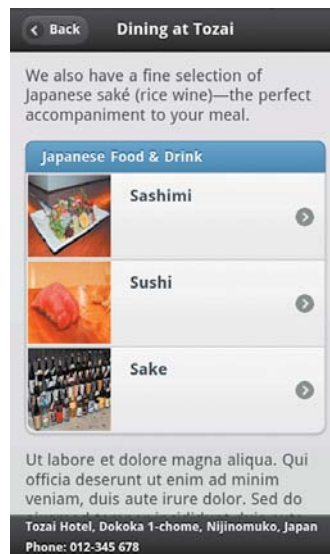 Back
Dining at Tozai
We also have a fine selection of
Japanese saké (rice wine)—the perfect
accompaniment to your meal.
Japanese Food & Drink
Sashimi
Sushi
Sake
Ut labore et dolore magna aliqua. Qui
officia deserunt ut enim ad minim
veniam, duis aute irure dolor. Sed do
Tozai Hotel, Dokoka 1-chome, Nijinomuko, Japan
Phone: 012-345 678